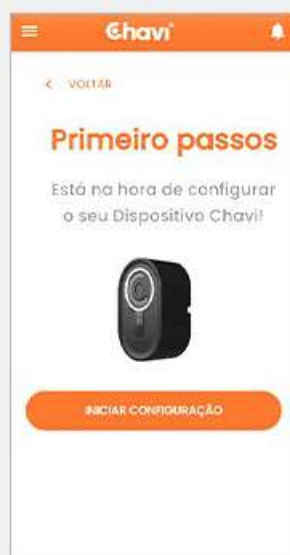 Chavi
< VOLTAR
Primeiro passos
Está na hora de configurar
o seu Dispositivo Chavi!
INICIAR CONFIGURAÇÃO